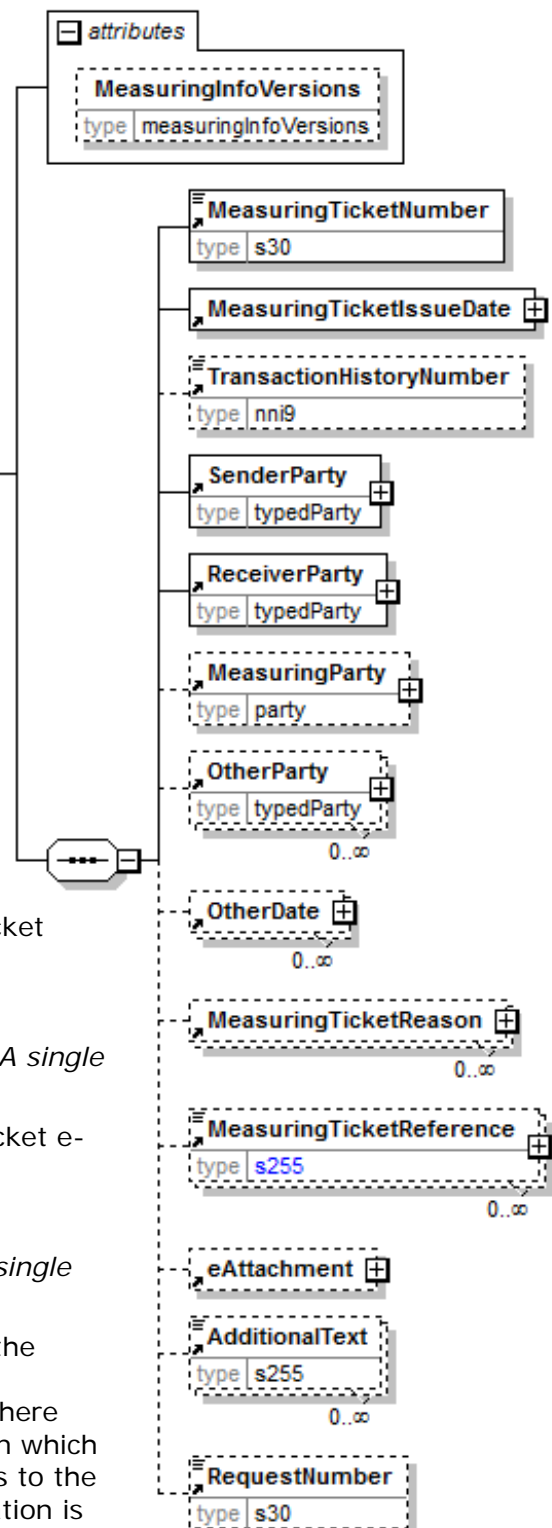 attributes
MeasuringInfoVersions
type measuringInfoVersions
MeasuringTicketNumber
type s30
MeasuringTicketIssueDate
TransactionHistoryNumber
type nni9
SenderParty
type typedParty
ReceiverParty
type typedParty
MeasuringParty
type party
OtherParty
type typedParty
0..∞
OtherDate
0..∞
MeasuringTicketReason
0..∞
MeasuringTicketReference
type s255
0..∞
eAttachment
AdditionalText
type s255
0..∞
RequestNumber
type s30
cket
A single
cket e-
single
the
here
n which
s to the
tion is